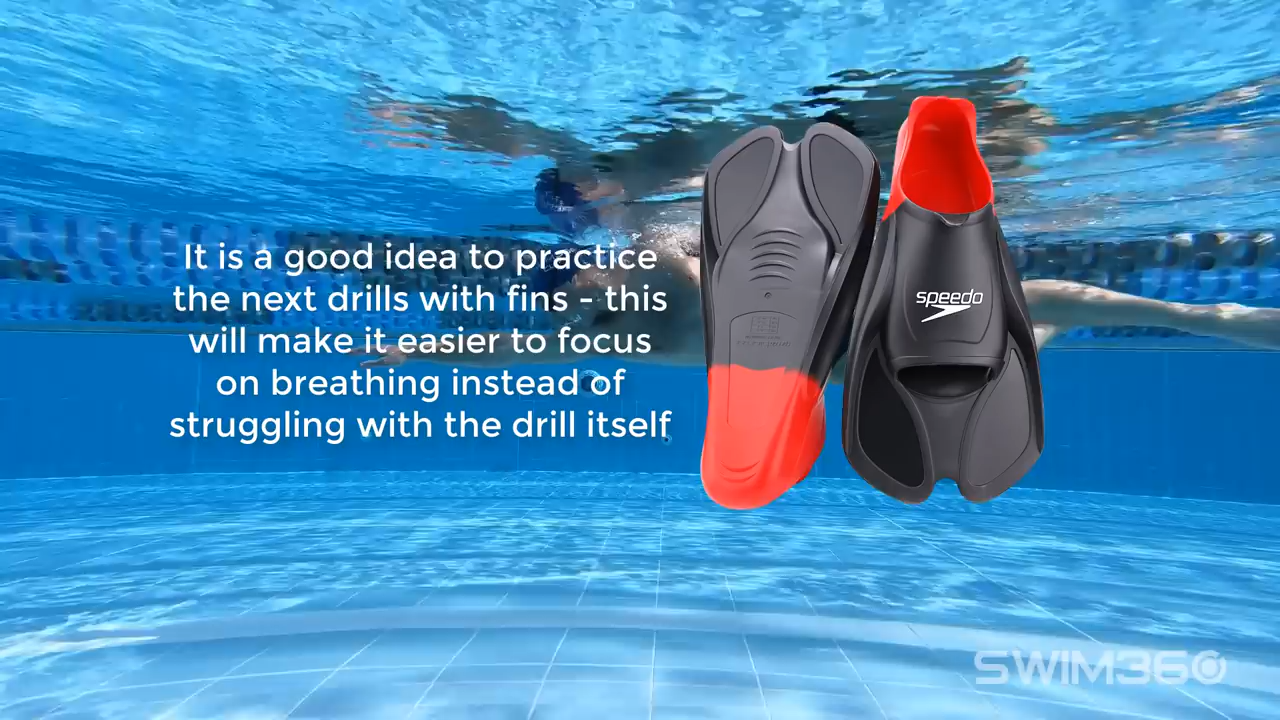 It is a good idea to practice
the next drills with fins - this
will make it easier to focus
on breathing instead of
struggling with the drill itself
speedo
SWIM360